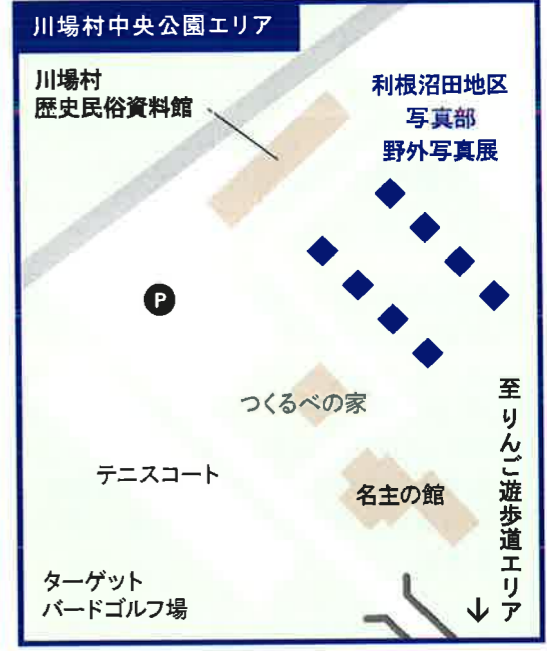 川場村中央公園エリア
川場村
歴史民俗資料館
利根沼田地区
写真部
野外写真展
P
つくるべの家
テニスコート
名主の館
ターゲット
バードゴルフ場
至 りんご遊歩道エリア